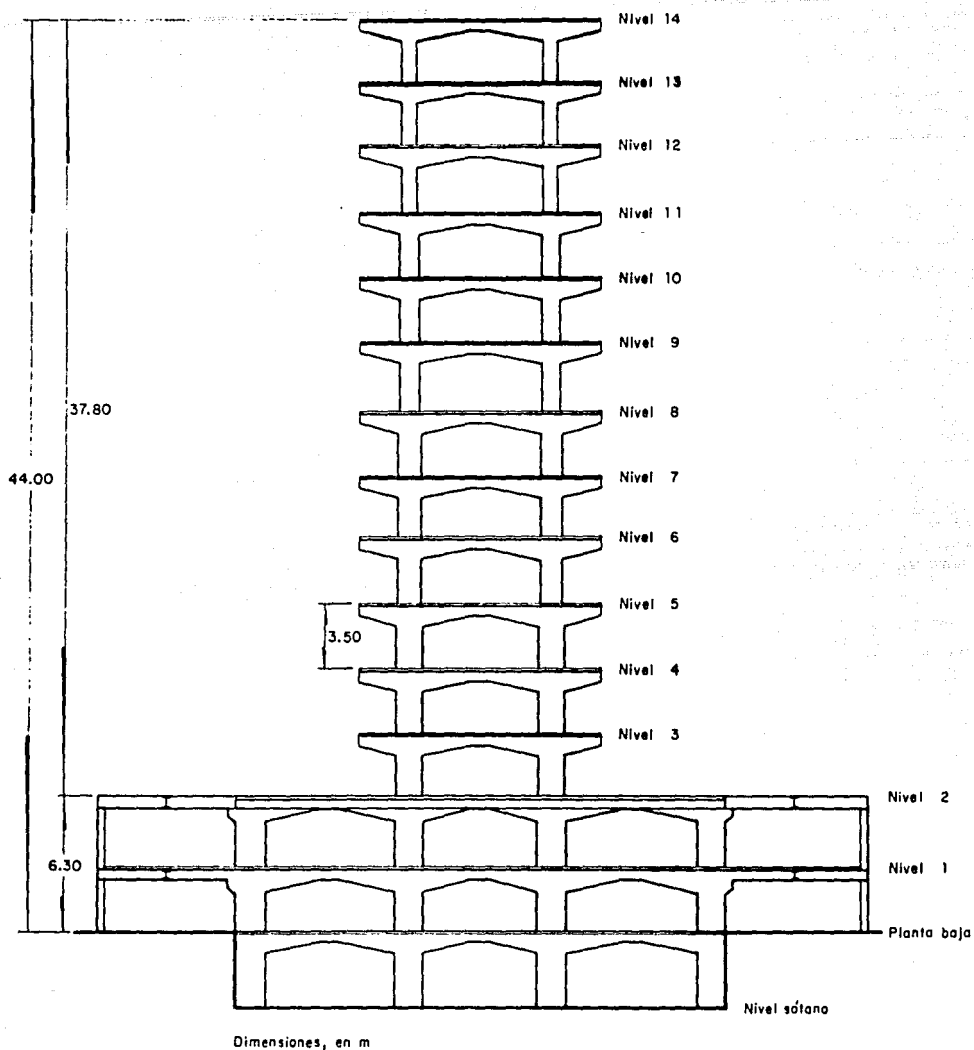 Nivel 14
Nivel 13
Nivel 12
Nivel 11
Nivel 10
Nivel 9
37.80
Nivel 8
44.00
Nivel 7
Nivel 6
Nivel 5
3.50
Nivel 4
Nivel 3
Nivel 2
6.30
Nivel 1
Planta baja
Nivel sótano
Dimensiones, en m